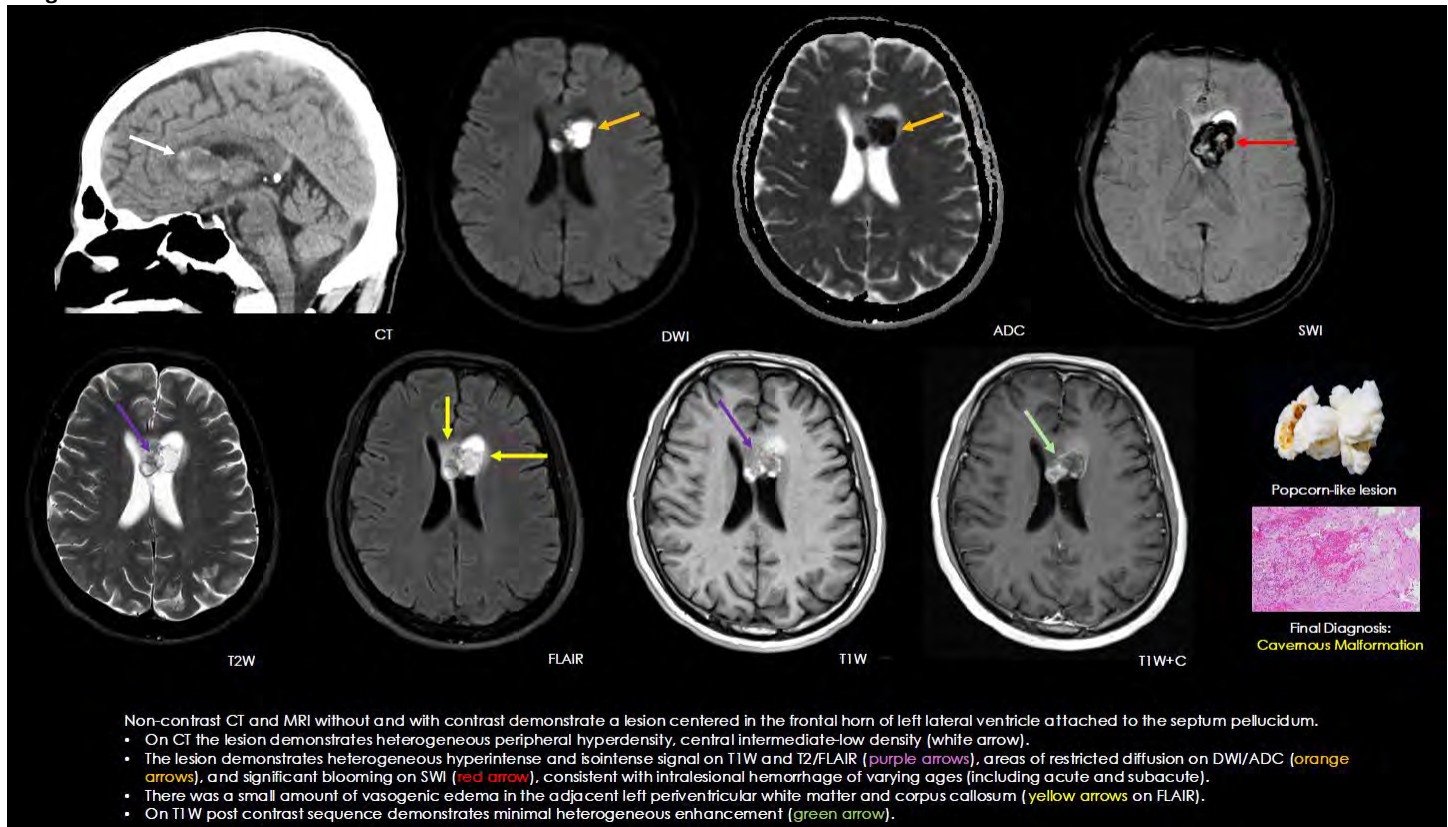 CT
DWI
ADC
SWI
T2W
FLAIR
T1W
T1W+C
Popcorn-like lesion
Final Diagnosis:
Cavernous Malformation
Non-contrast CT and MRI without and with contrast demonstrate a lesion centered in the frontal horn of left lateral ventricle attached to the septum pellucidum.
• On CT the lesion demonstrates heterogeneous peripheral hyperdensity, central intermediate-low density (white arrow).
• The lesion demonstrates heterogeneous hyperintense and isointense signal on T1W and T2/FLAIR (purple arrows), areas of restricted diffusion on DWI/ADC (orange
arrows), and significant blooming on SWI (red arrow), consistent with intralesional hemorrhage of varying ages (including acute and subacute).
• There was a small amount of vasogenic edema in the adjacent left periventricular white matter and corpus callosum (yellow arrows on FLAIR).
• On T1W post contrast sequence demonstrates minimal heterogeneous enhancement (green arrow).